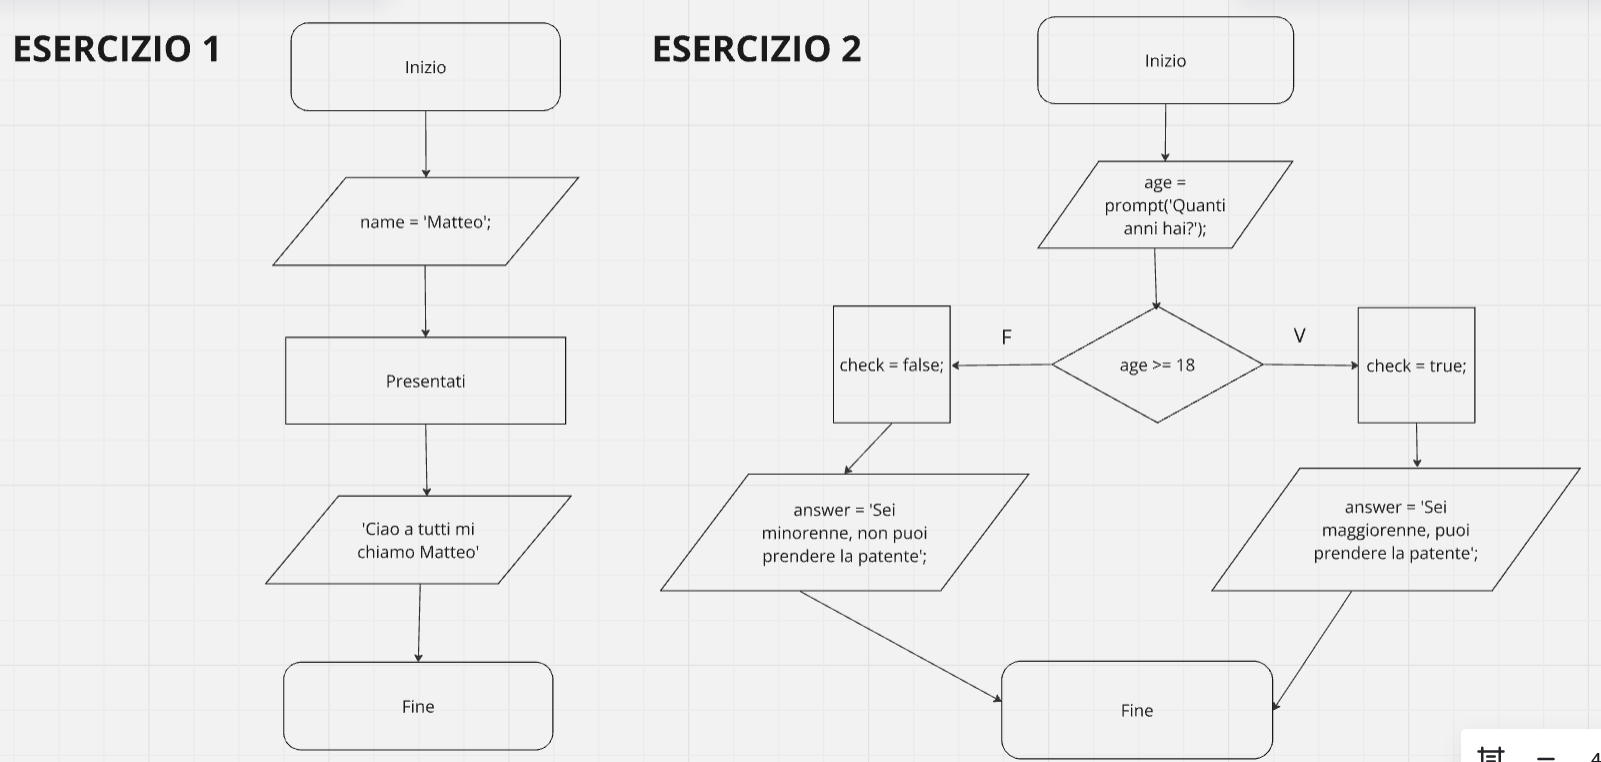 ESERCIZIO 1
Inizio
name = 'Matteo';
Presentati
'Ciao a tutti mi
chiamo Matteo'
Fine
ESERCIZIO 2
Inizio
age =
prompt('Quanti
anni hai?');
age >= 18
F
check = false;
answer = 'Sei
minorenne, non puoi
prendere la patente';
V
check = true;
answer = 'Sei
maggiorenne, puoi
prendere la patente';
Fine